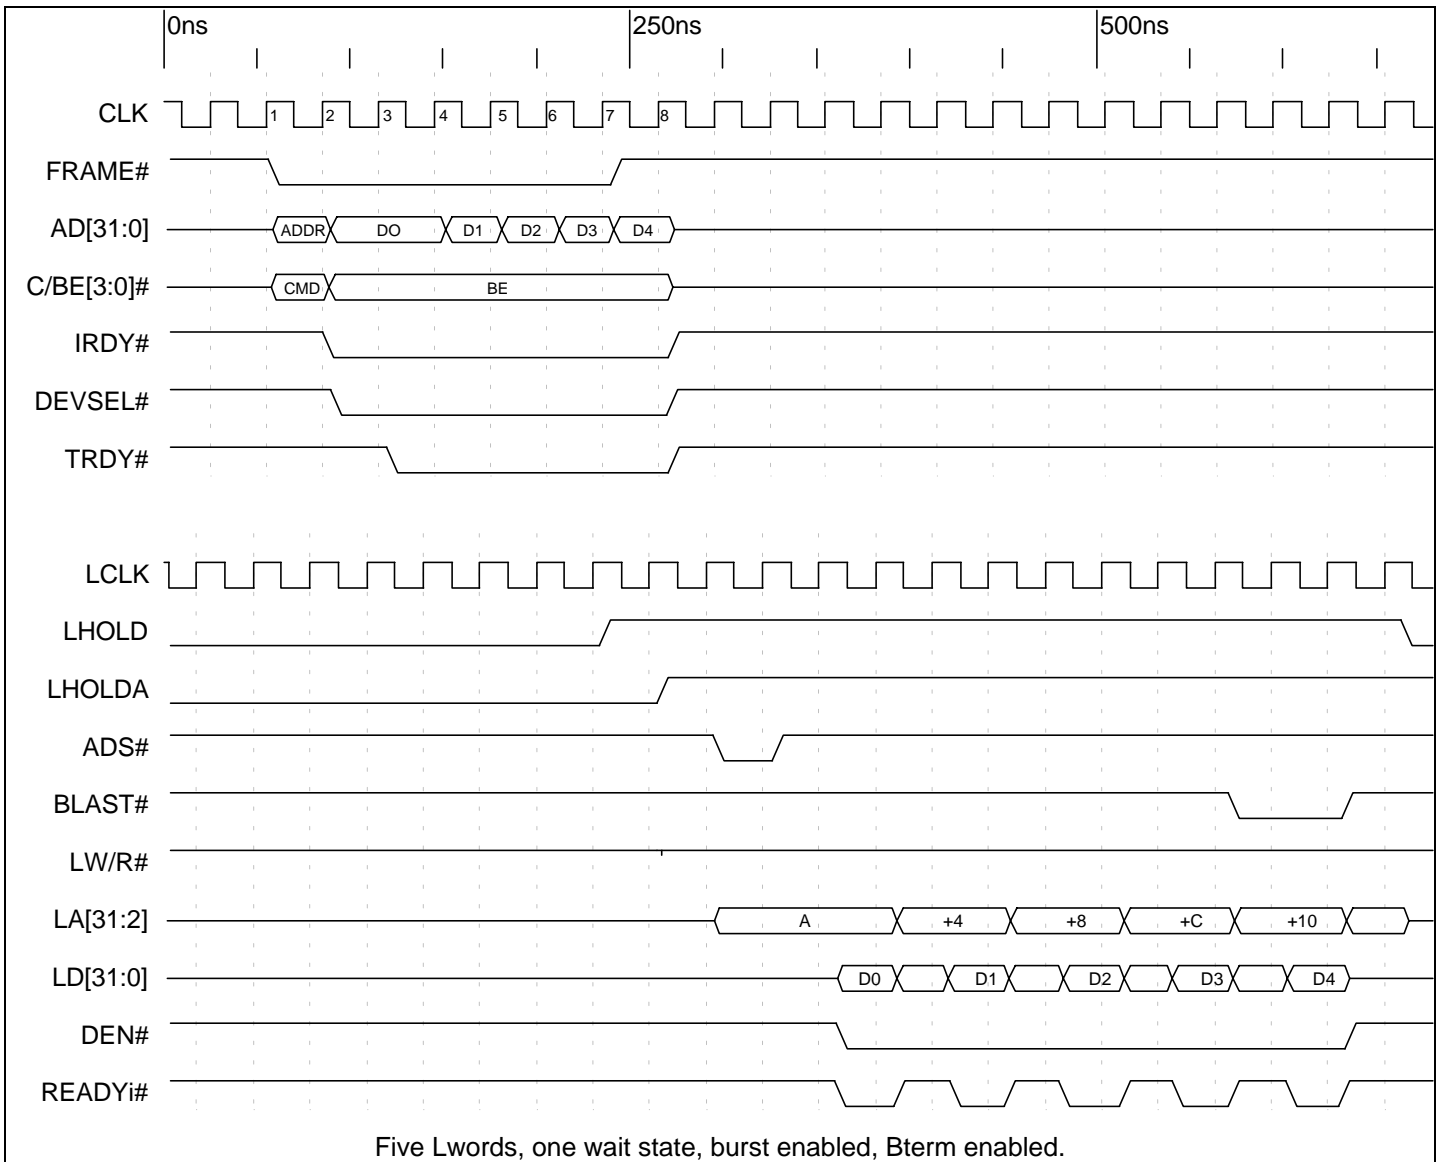 0ns 250ns 500ns
CLK 1 2 3 4 5 6 7 8
FRAME#
AD[31:0] ADDR DO D1 D2 D3 D4
C/BE[3:0]# CMD BE
IRDY#
DEVSEL#
TRDY#
LCLK
LHOLD
LHOLDA
ADS#
BLAST#
LW/R#
LA[31:2] A +4 +8 +C +10
LD[31:0] D0 D1 D2 D3 D4
DEN#
READYi#
Five Lwords, one wait state, burst enabled, Bterm enabled.